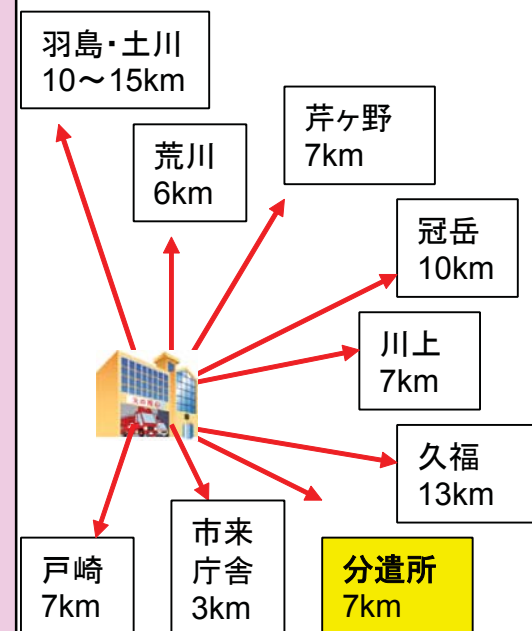 羽島・土川
10～15km
荒川
6km
芹ヶ野
7km
冠岳
10km
川上
7km
久福
13km
戸崎
7km
市来
庁舎
3km
分遣所
7km